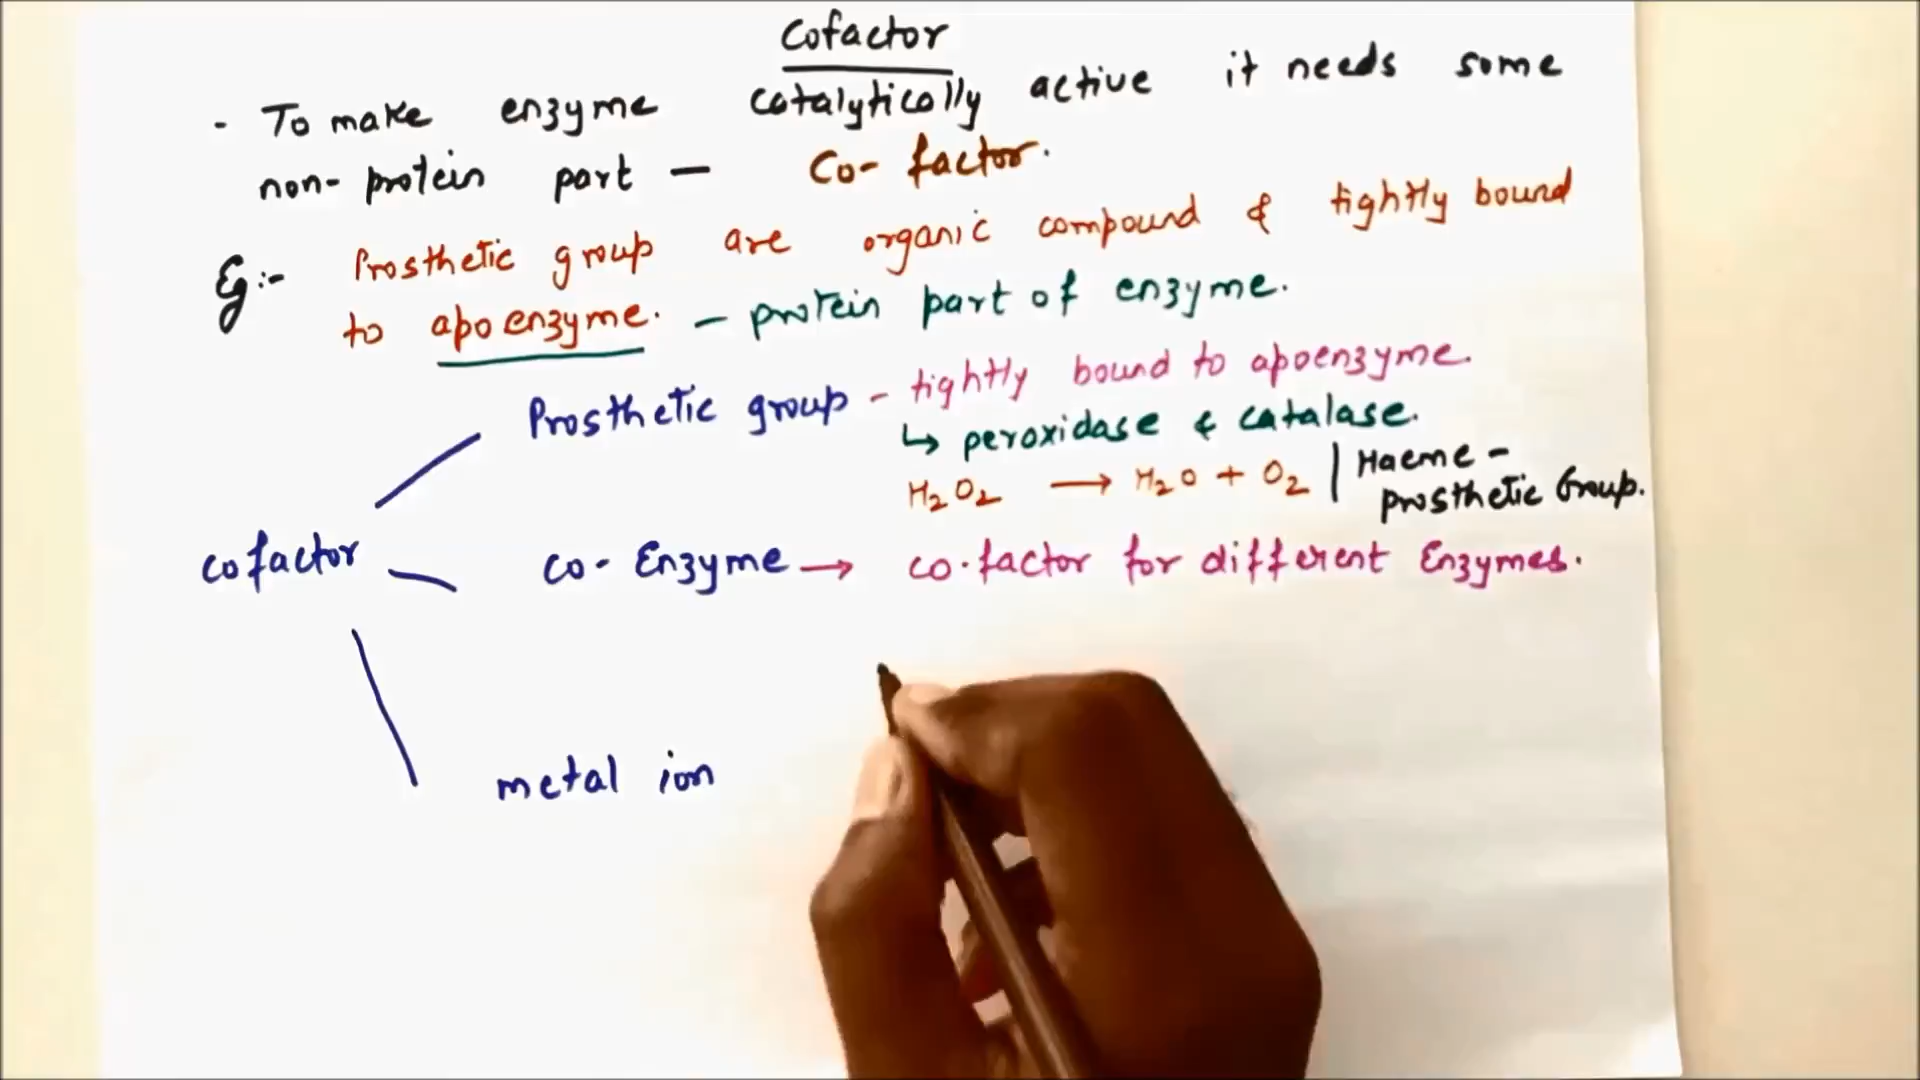 Cofactor
- To make enzyme catalytically active it needs some
non-protein part - Co-factor.
Eg:- Prosthetic group are organic compound & tightly bound
to apoenzyme. - protein part of enzyme.
Prosthetic group - tightly bound to apoenzyme.
↳ peroxidase & catalase.
H2O2 → H2O + O2 | Haeme -
prosthetic Group.
cofactor
co-Enzyme → co.factor for different Enzymes.
metal ion